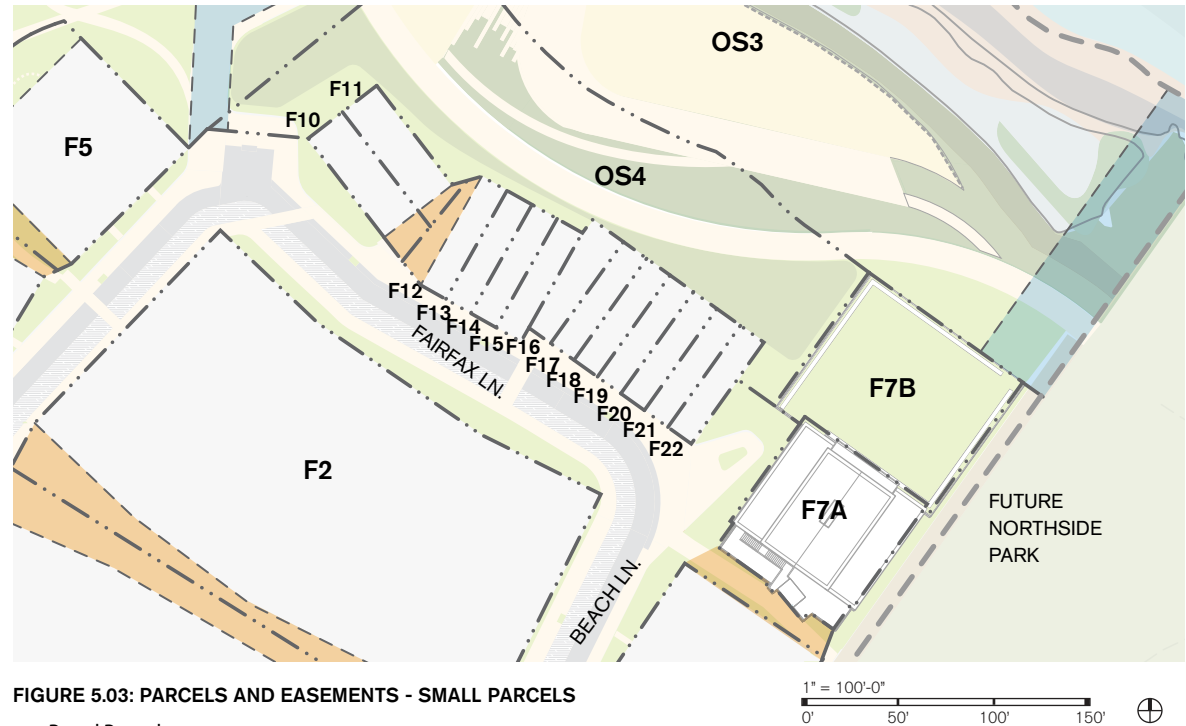 OS3
F11
F10
F5
OS4
F12
F13
F14
F15
F16
FAIRFAX LN.
F17
F18
F19
F20
F21
F22
F7B
F2
F7A
FUTURE
NORTHSIDE
PARK
BEACH LN.
FIGURE 5.03: PARCELS AND EASEMENTS - SMALL PARCELS
1" = 100'-0"
0' 50' 100' 150'